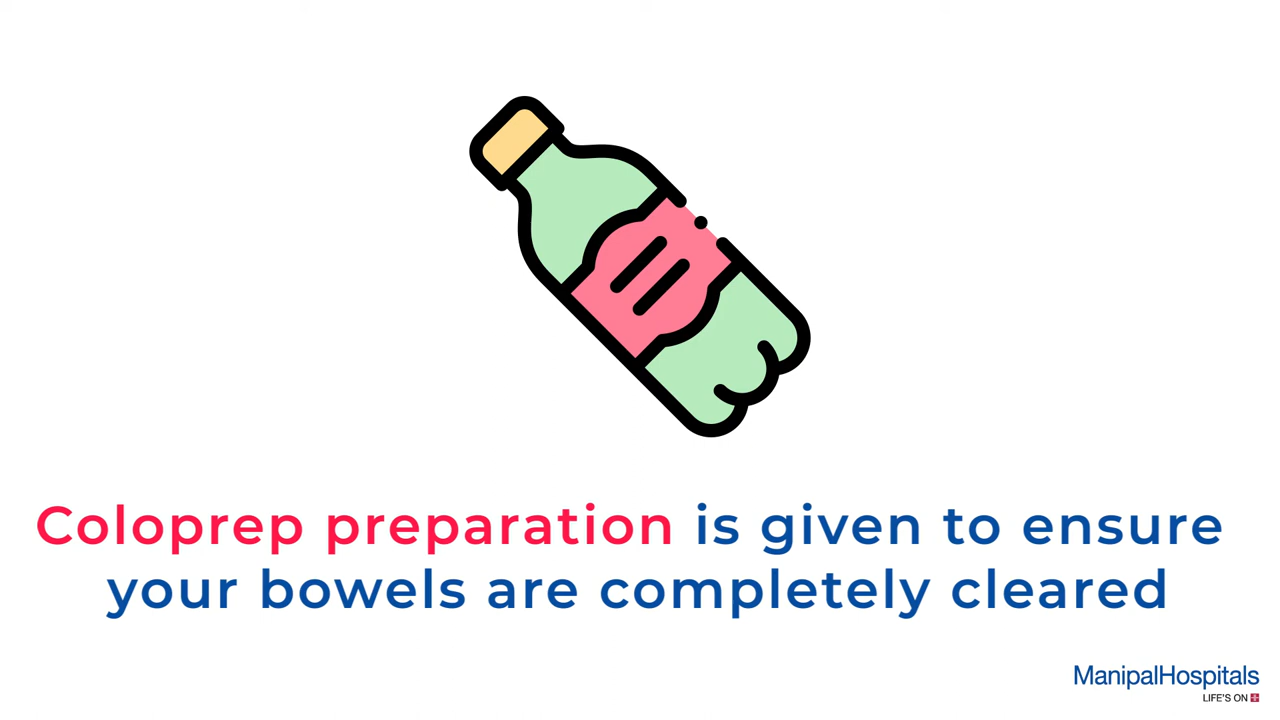 Coloprep preparation is given to ensure
your bowels are completely cleared
ManipalHospitals
LIFE'S ON